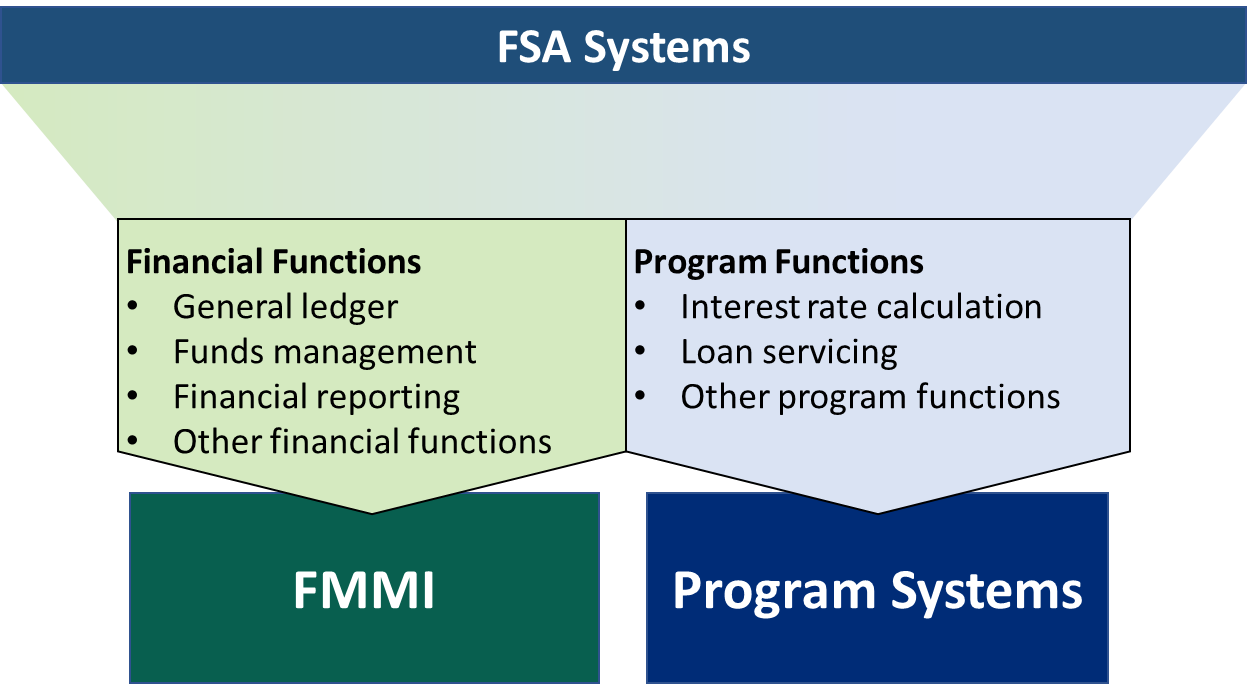 FSA Systems
Financial Functions
• General ledger
• Funds management
• Financial reporting
• Other financial functions
Program Functions
• Interest rate calculation
• Loan servicing
• Other program functions
FMMI
Program Systems